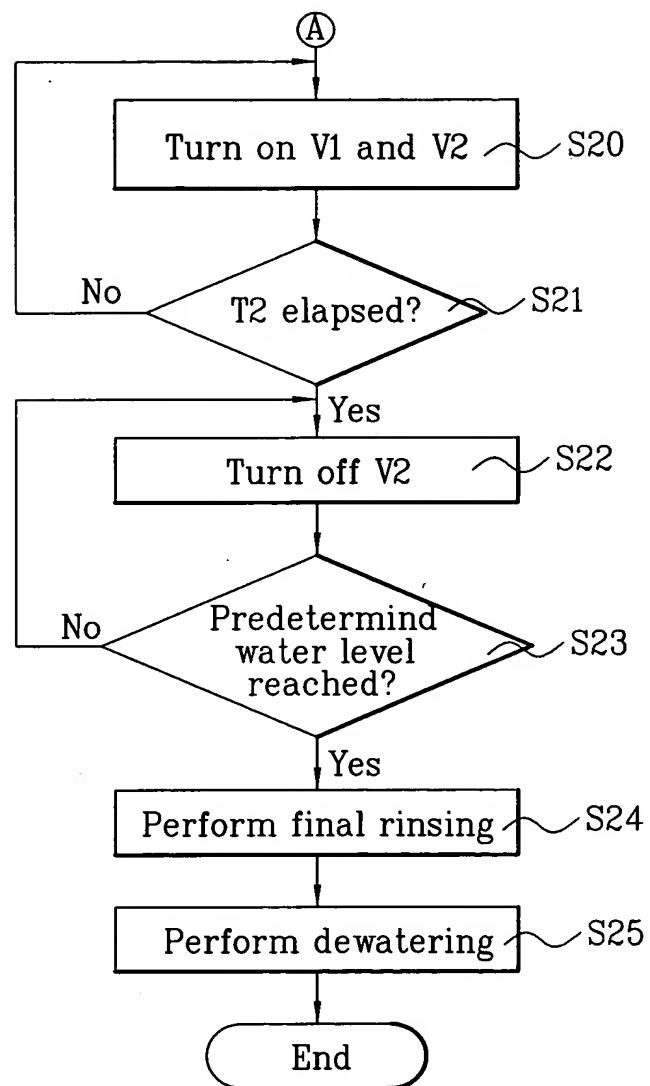 A
Turn on V1 and V2
S20
T2 elapsed?
S21
No
Yes
Turn off V2
S22
Predetermind
water level
reached?
S23
No
Yes
Perform final rinsing
S24
Perform dewatering
S25
End